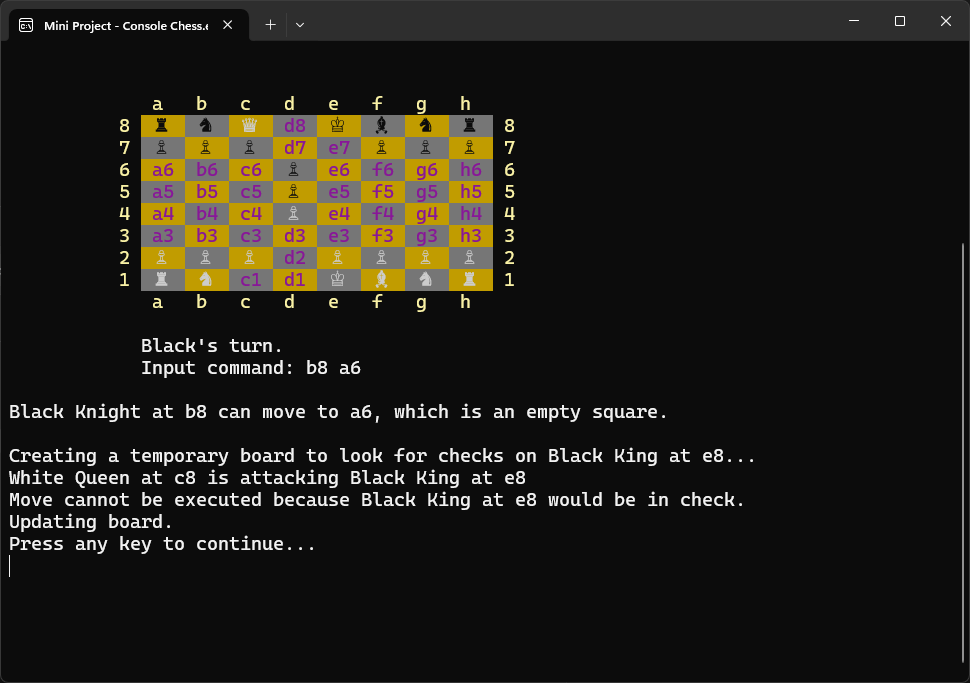 Mini Project - Console Chess.e
a b c d e f g h
8 ♜ ♞ ♛ d8 ♔ ♝ ♞ ♜ 8
7 ♙ ♙ ♙ d7 e7 ♙ ♙ ♙ 7
6 a6 b6 c6 ♙ e6 f6 g6 h6 6
5 a5 b5 c5 ♙ e5 f5 g5 h5 5
4 a4 b4 c4 ♙ e4 f4 g4 h4 4
3 a3 b3 c3 d3 e3 f3 g3 h3 3
2 ♙ ♙ ♙ d2 ♙ ♙ ♙ ♙ 2
1 ♜ ♞ c1 d1 ♔ ♝ ♞ ♜ 1
a b c d e f g h
Black's turn.
Input command: b8 a6
Black Knight at b8 can move to a6, which is an empty square.
Creating a temporary board to look for checks on Black King at e8...
White Queen at c8 is attacking Black King at e8
Move cannot be executed because Black King at e8 would be in check.
Updating board.
Press any key to continue...